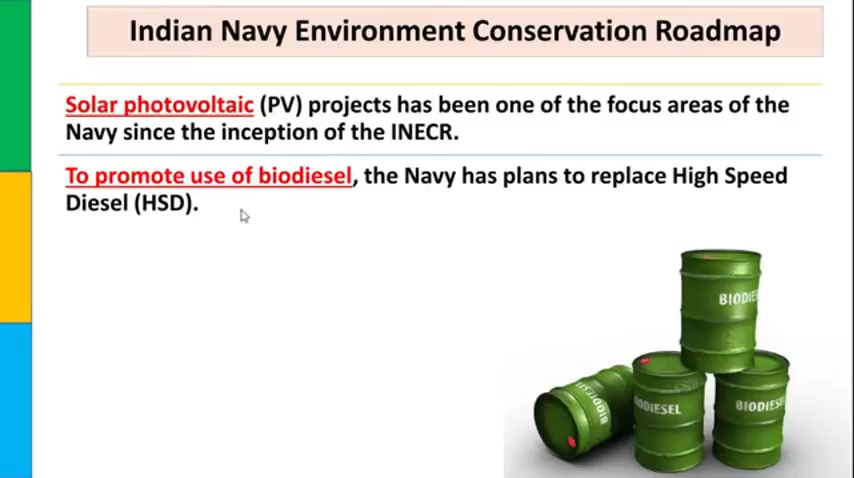 Indian Navy Environment Conservation Roadmap
Solar photovoltaic (PV) projects has been one of the focus areas of the
Navy since the inception of the INECR.
To promote use of biodiesel, the Navy has plans to replace High Speed
Diesel (HSD).
BIODIE
BIODIESEL
BIODIESEL
BIODIESEL